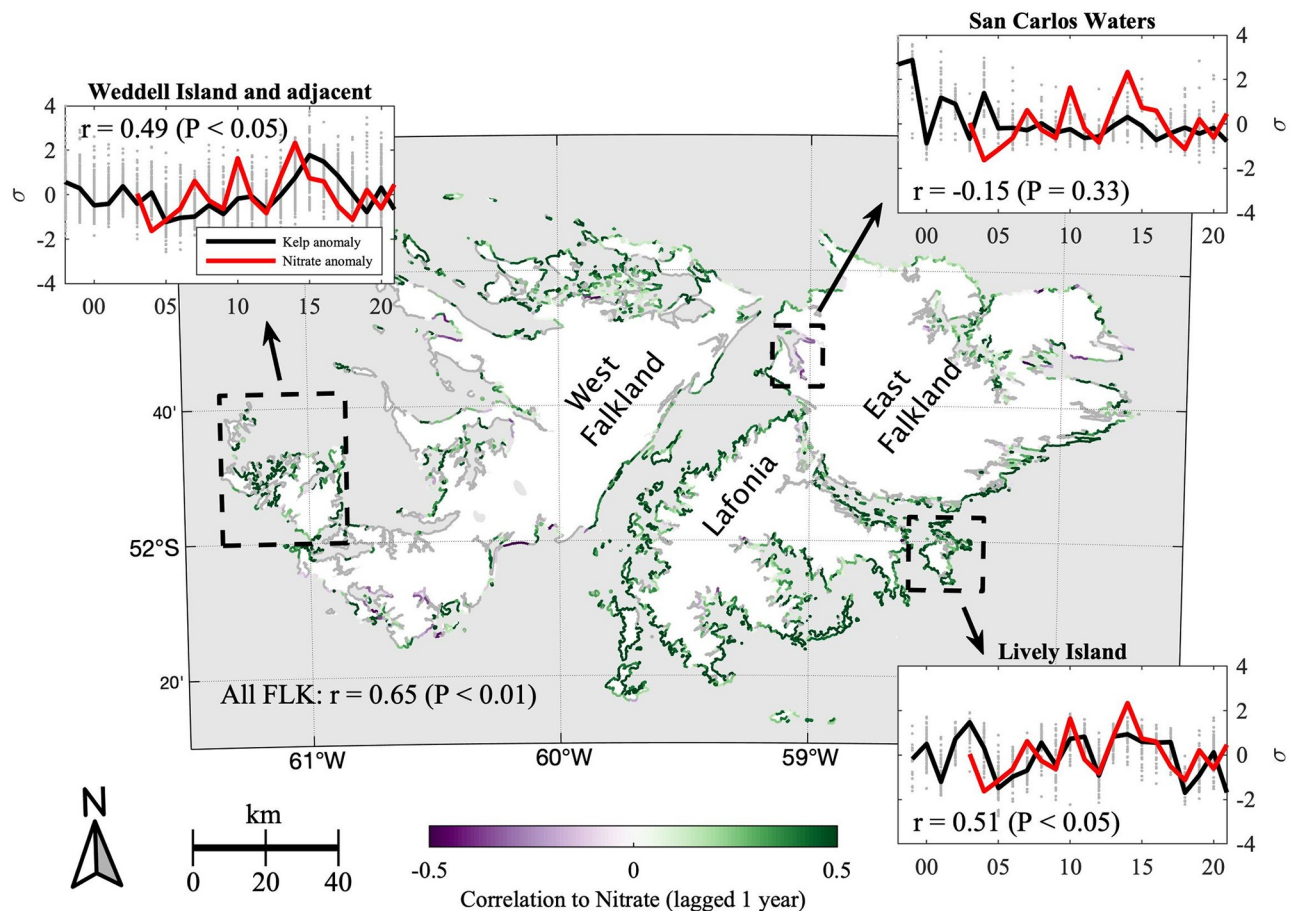 San Carlos Waters
4
2
0
-2
-4
σ
r = -0.15 (P = 0.33)
00 05 10 15 20
Weddell Island and adjacent
4
2
0
-2
-4
σ
r = 0.49 (P < 0.05)
Kelp anomaly
Nitrate anomaly
00 05 10 15 20
West
Falkland
East
Falkland
Lafonia
40'
52°S
20'
All FLK: r = 0.65 (P < 0.01)
61°W 60°W 59°W
Lively Island
4
2
0
-2
-4
σ
r = 0.51 (P < 0.05)
00 05 10 15 20
N
km
0 20 40
-0.5 0 0.5
Correlation to Nitrate (lagged 1 year)